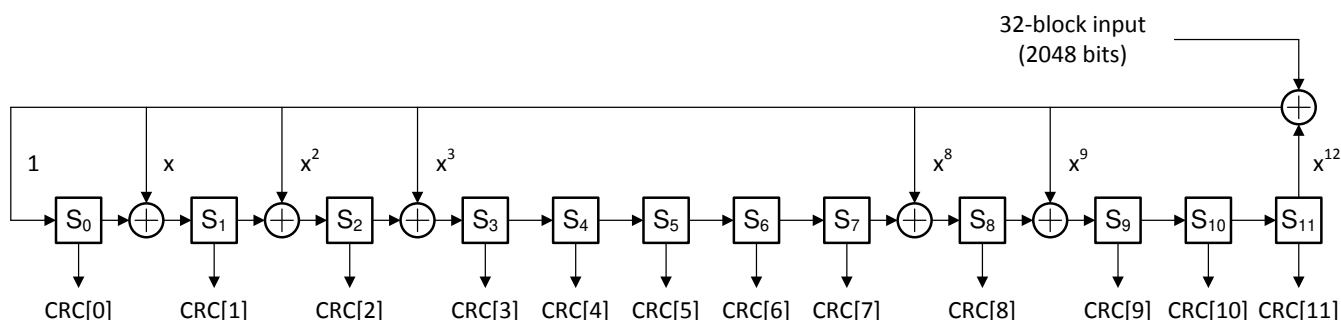 32-block input
(2048 bits)
1 x x² x³ x⁸ x⁹ x¹²
S₀ S₁ S₂ S₃ S₄ S₅ S₆ S₇ S₈ S₉ S₁₀ S₁₁
CRC[0] CRC[1] CRC[2] CRC[3] CRC[4] CRC[5] CRC[6] CRC[7] CRC[8] CRC[9] CRC[10] CRC[11]